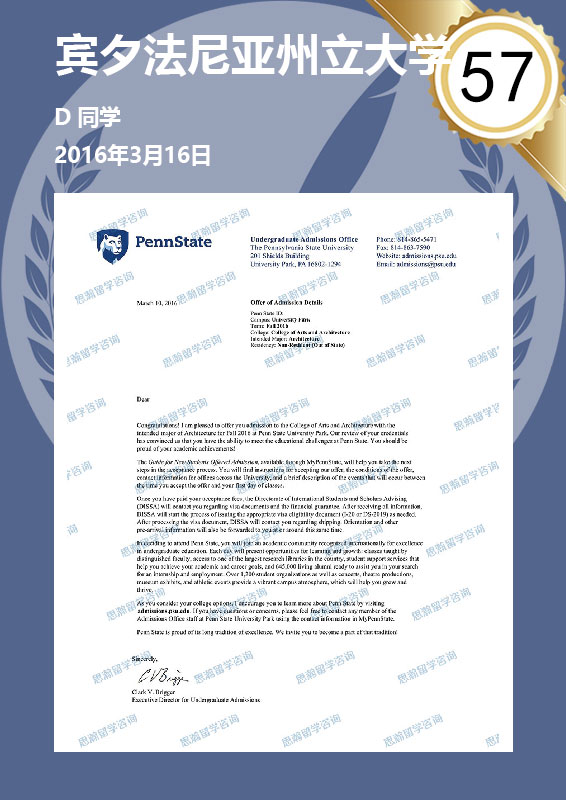 宾夕法尼亚州立大学
57
D 同学
2016年3月16日
思瀚留学咨询
PennState
Undergraduate Admissions Office
The Pennsylvania State University
201 Shields Building
University Park, PA 16802-1294
Phone: 814-865-5471
Fax: 814-863-7590
Website: admissions.psu.edu
Email: admissions@psu.edu
March 10, 2016
Offer of Admission Details
Penn State ID:
Campus: University Park
Term: Fall 2016
College: College of Arts and Architecture
Intended Major: Architecture
Residency: Non-Resident (Out of State)
Dear
Congratulations! I am pleased to offer you admission to the College of Arts and Architecture with the
intended major of Architecture for Fall 2016 at Penn State University Park. Our review of your credentials
has convinced us that you have the ability to meet the educational challenges at Penn State. You should be
proud of your academic achievements!
The Guide for New Students Offered Admission, available through MyPennState, will help you take the next
steps in the acceptance process. You will find instructions for accepting our offer, the conditions of the offer,
contact information for offices across the University, and a brief description of the events that will occur between
the time you accept the offer and your first day of classes.
Once you have paid your acceptance fees, the Directorate of International Students and Scholars Advising
(DISSA) will contact you regarding visa documents and the financial guarantee. After receiving all information,
DISSA will start the process of issuing the appropriate visa eligibility document (I-20 or DS-2019) as needed.
After processing the visa document, DISSA will contact you regarding shipping. Orientation and other
pre-arrival information will also be forwarded to you at or around this same time.
In deciding to attend Penn State, you will join an academic community recognized internationally for excellence
in undergraduate education. Each day will present opportunities for learning and growth–classes taught by
distinguished faculty, access to one of the largest research libraries in the country, student support services that
help you achieve your academic and career goals, and 645,000 living alumni ready to assist you in your search
for an internship and employment. Over 1,200 student organizations as well as concerts, theatre productions,
museum exhibits, and athletic events provide a vibrant campus atmosphere, which will help you grow and
thrive.
As you consider your college options, I encourage you to learn more about Penn State by visiting
admissions.psu.edu. If you have questions or concerns, please feel free to contact any member of the
Admissions Office staff at Penn State University Park using the contact information in MyPennState.
Penn State is proud of its long tradition of excellence. We invite you to become a part of that tradition!
Sincerely,
Clark V. Brigger
Executive Director for Undergraduate Admissions